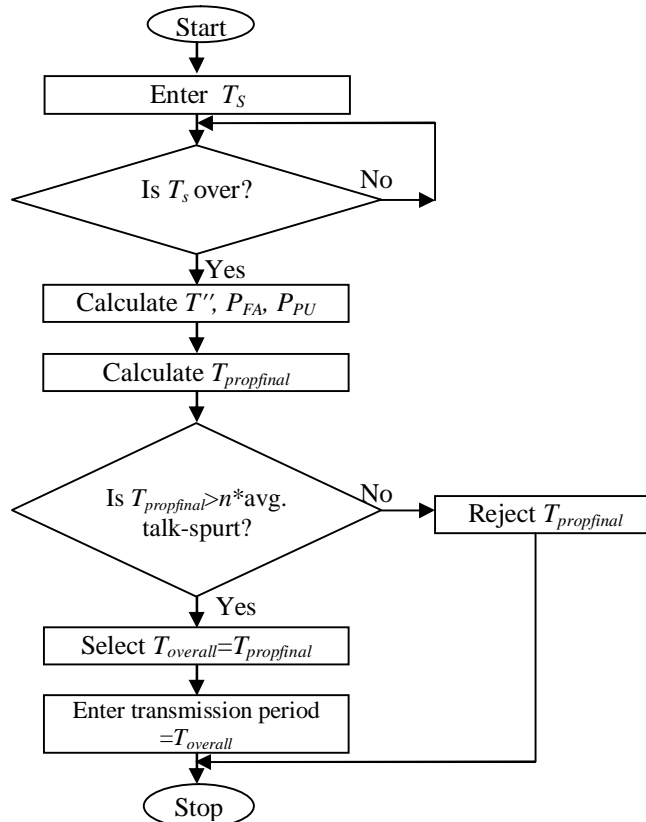 Start
Enter T_S
Is T_s over?
No
Yes
Calculate T'', P_FA, P_PU
Calculate T_propfinal
Is T_propfinal>n*avg.
talk-spurt?
No
Reject T_propfinal
Yes
Select T_overall=T_propfinal
Enter transmission period
=T_overall
Stop